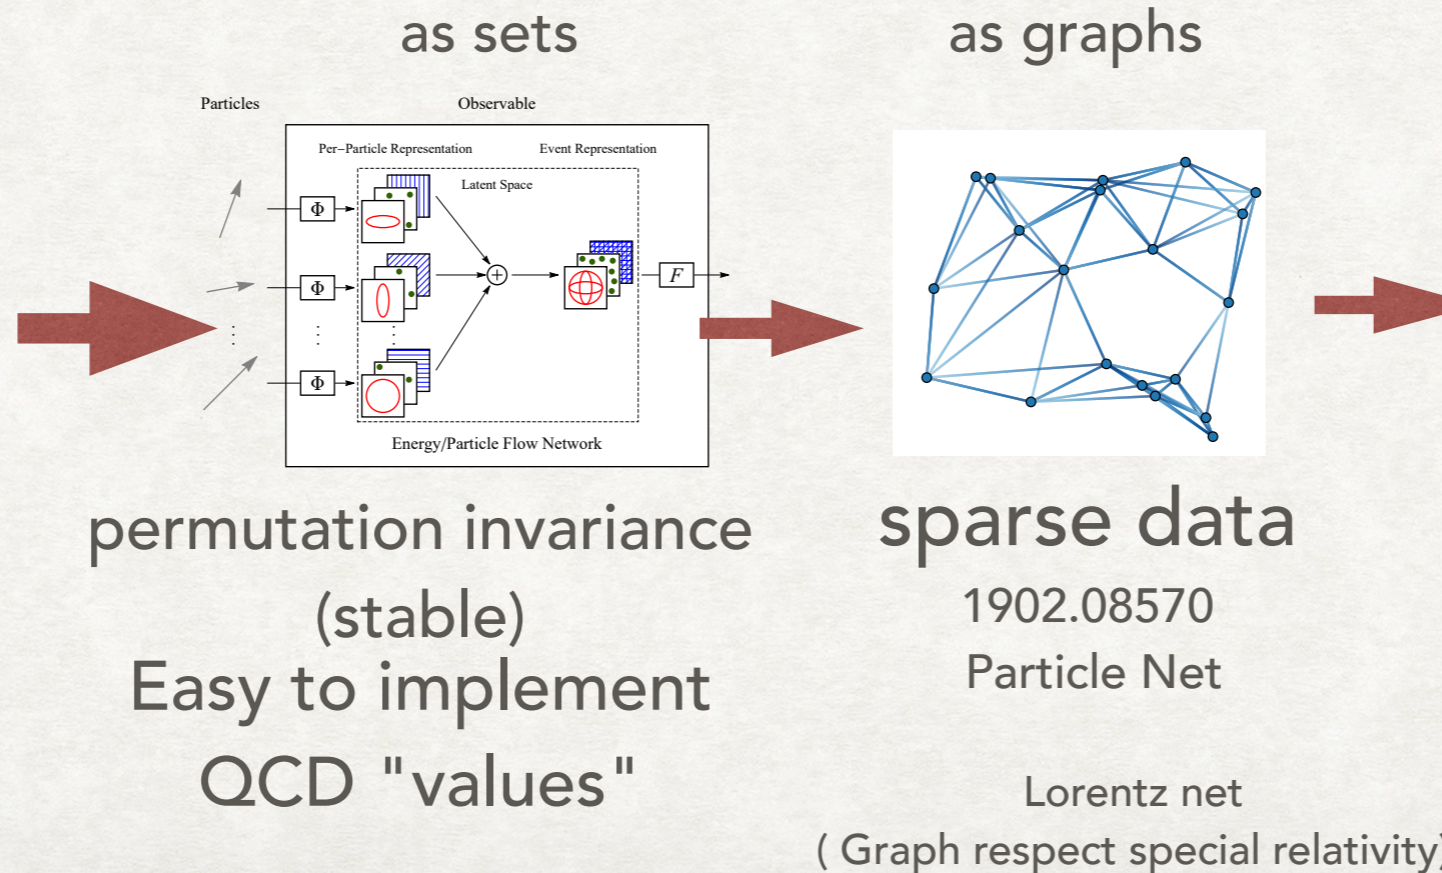 as sets
Particles
Observable
Per-Particle Representation
Event Representation
Latent Space
Φ
Φ
Φ
F
Energy/Particle Flow Network
permutation invariance
(stable)
Easy to implement
QCD "values"
as graphs
sparse data
1902.08570
Particle Net
Lorentz net
( Graph respect special relativity)